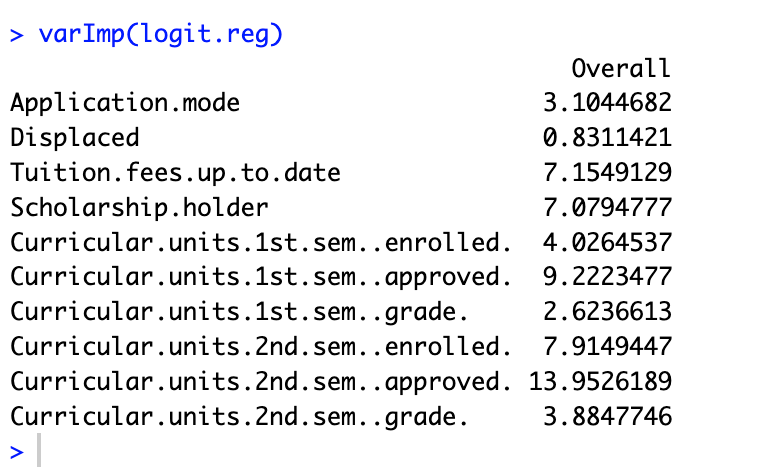 > varImp(logit.reg)
Overall
Application.mode 3.1044682
Displaced 0.8311421
Tuition.fees.up.to.date 7.1549129
Scholarship.holder 7.0794777
Curricular.units.1st.sem..enrolled. 4.0264537
Curricular.units.1st.sem..approved. 9.2223477
Curricular.units.1st.sem..grade. 2.6236613
Curricular.units.2nd.sem..enrolled. 7.9149447
Curricular.units.2nd.sem..approved. 13.9526189
Curricular.units.2nd.sem..grade. 3.8847746
>